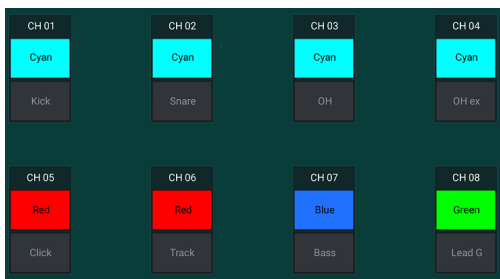 CH 01 CH 02 CH 03 CH 04
Cyan Cyan Cyan Cyan
Kick Snare OH OH ex
CH 05 CH 06 CH 07 CH 08
Red Red Blue Green
Click Track Bass Lead G